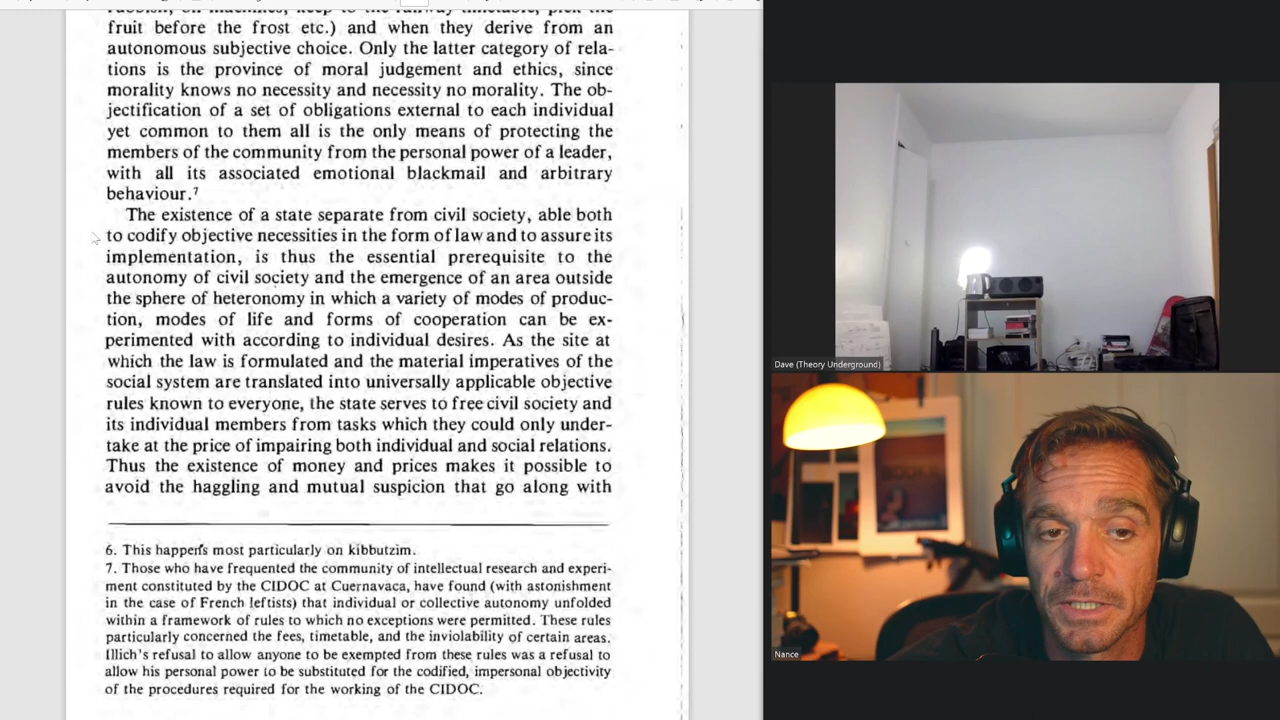 fruit before the frost etc.) and when they derive from an
autonomous subjective choice. Only the latter category of rela-
tions is the province of moral judgement and ethics, since
morality knows no necessity and necessity no morality. The ob-
jectification of a set of obligations external to each individual
yet common to them all is the only means of protecting the
members of the community from the personal power of a leader,
with all its associated emotional blackmail and arbitrary
behaviour.⁷
The existence of a state separate from civil society, able both
to codify objective necessities in the form of law and to assure its
implementation, is thus the essential prerequisite to the
autonomy of civil society and the emergence of an area outside
the sphere of heteronomy in which a variety of modes of produc-
tion, modes of life and forms of cooperation can be ex-
perimented with according to individual desires. As the site at
which the law is formulated and the material imperatives of the
social system are translated into universally applicable objective
rules known to everyone, the state serves to free civil society and
its individual members from tasks which they could only under-
take at the price of impairing both individual and social relations.
Thus the existence of money and prices makes it possible to
avoid the haggling and mutual suspicion that go along with
6. This happens most particularly on kibbutzim.
7. Those who have frequented the community of intellectual research and experi-
ment constituted by the CIDOC at Cuernavaca, have found (with astonishment
in the case of French leftists) that individual or collective autonomy unfolded
within a framework of rules to which no exceptions were permitted. These rules
particularly concerned the fees, timetable, and the inviolability of certain areas.
Illich's refusal to allow anyone to be exempted from these rules was a refusal to
allow his personal power to be substituted for the codified, impersonal objectivity
of the procedures required for the working of the CIDOC.
Dave (Theory Underground)
Nance